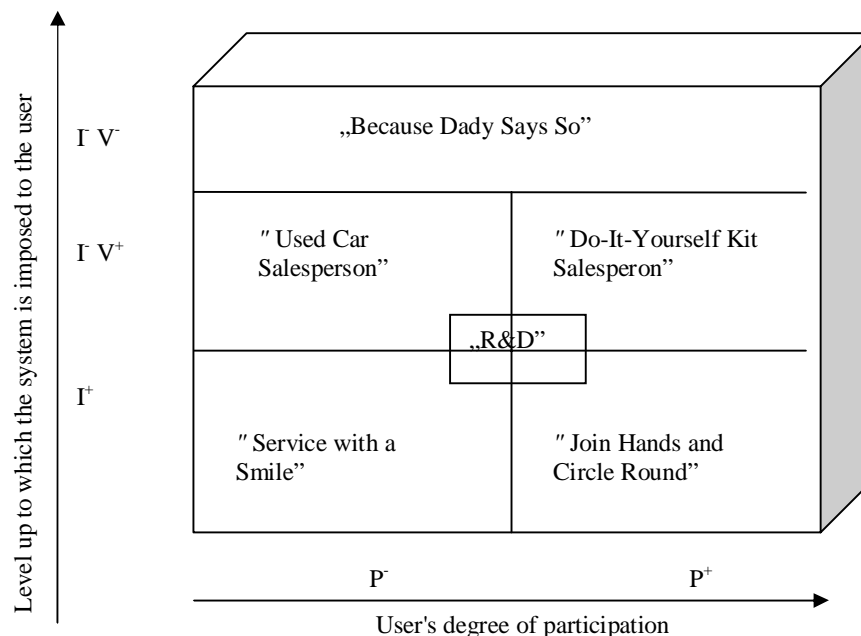 Level up to which the system is imposed to the user
I⁻ V⁻
„Because Dady Says So”
I⁻ V⁺
" Used Car
Salesperson”
" Do-It-Yourself Kit
Salesperon”
„R&D”
I⁺
" Service with a
Smile”
" Join Hands and
Circle Round”
P⁻
P⁺
User's degree of participation